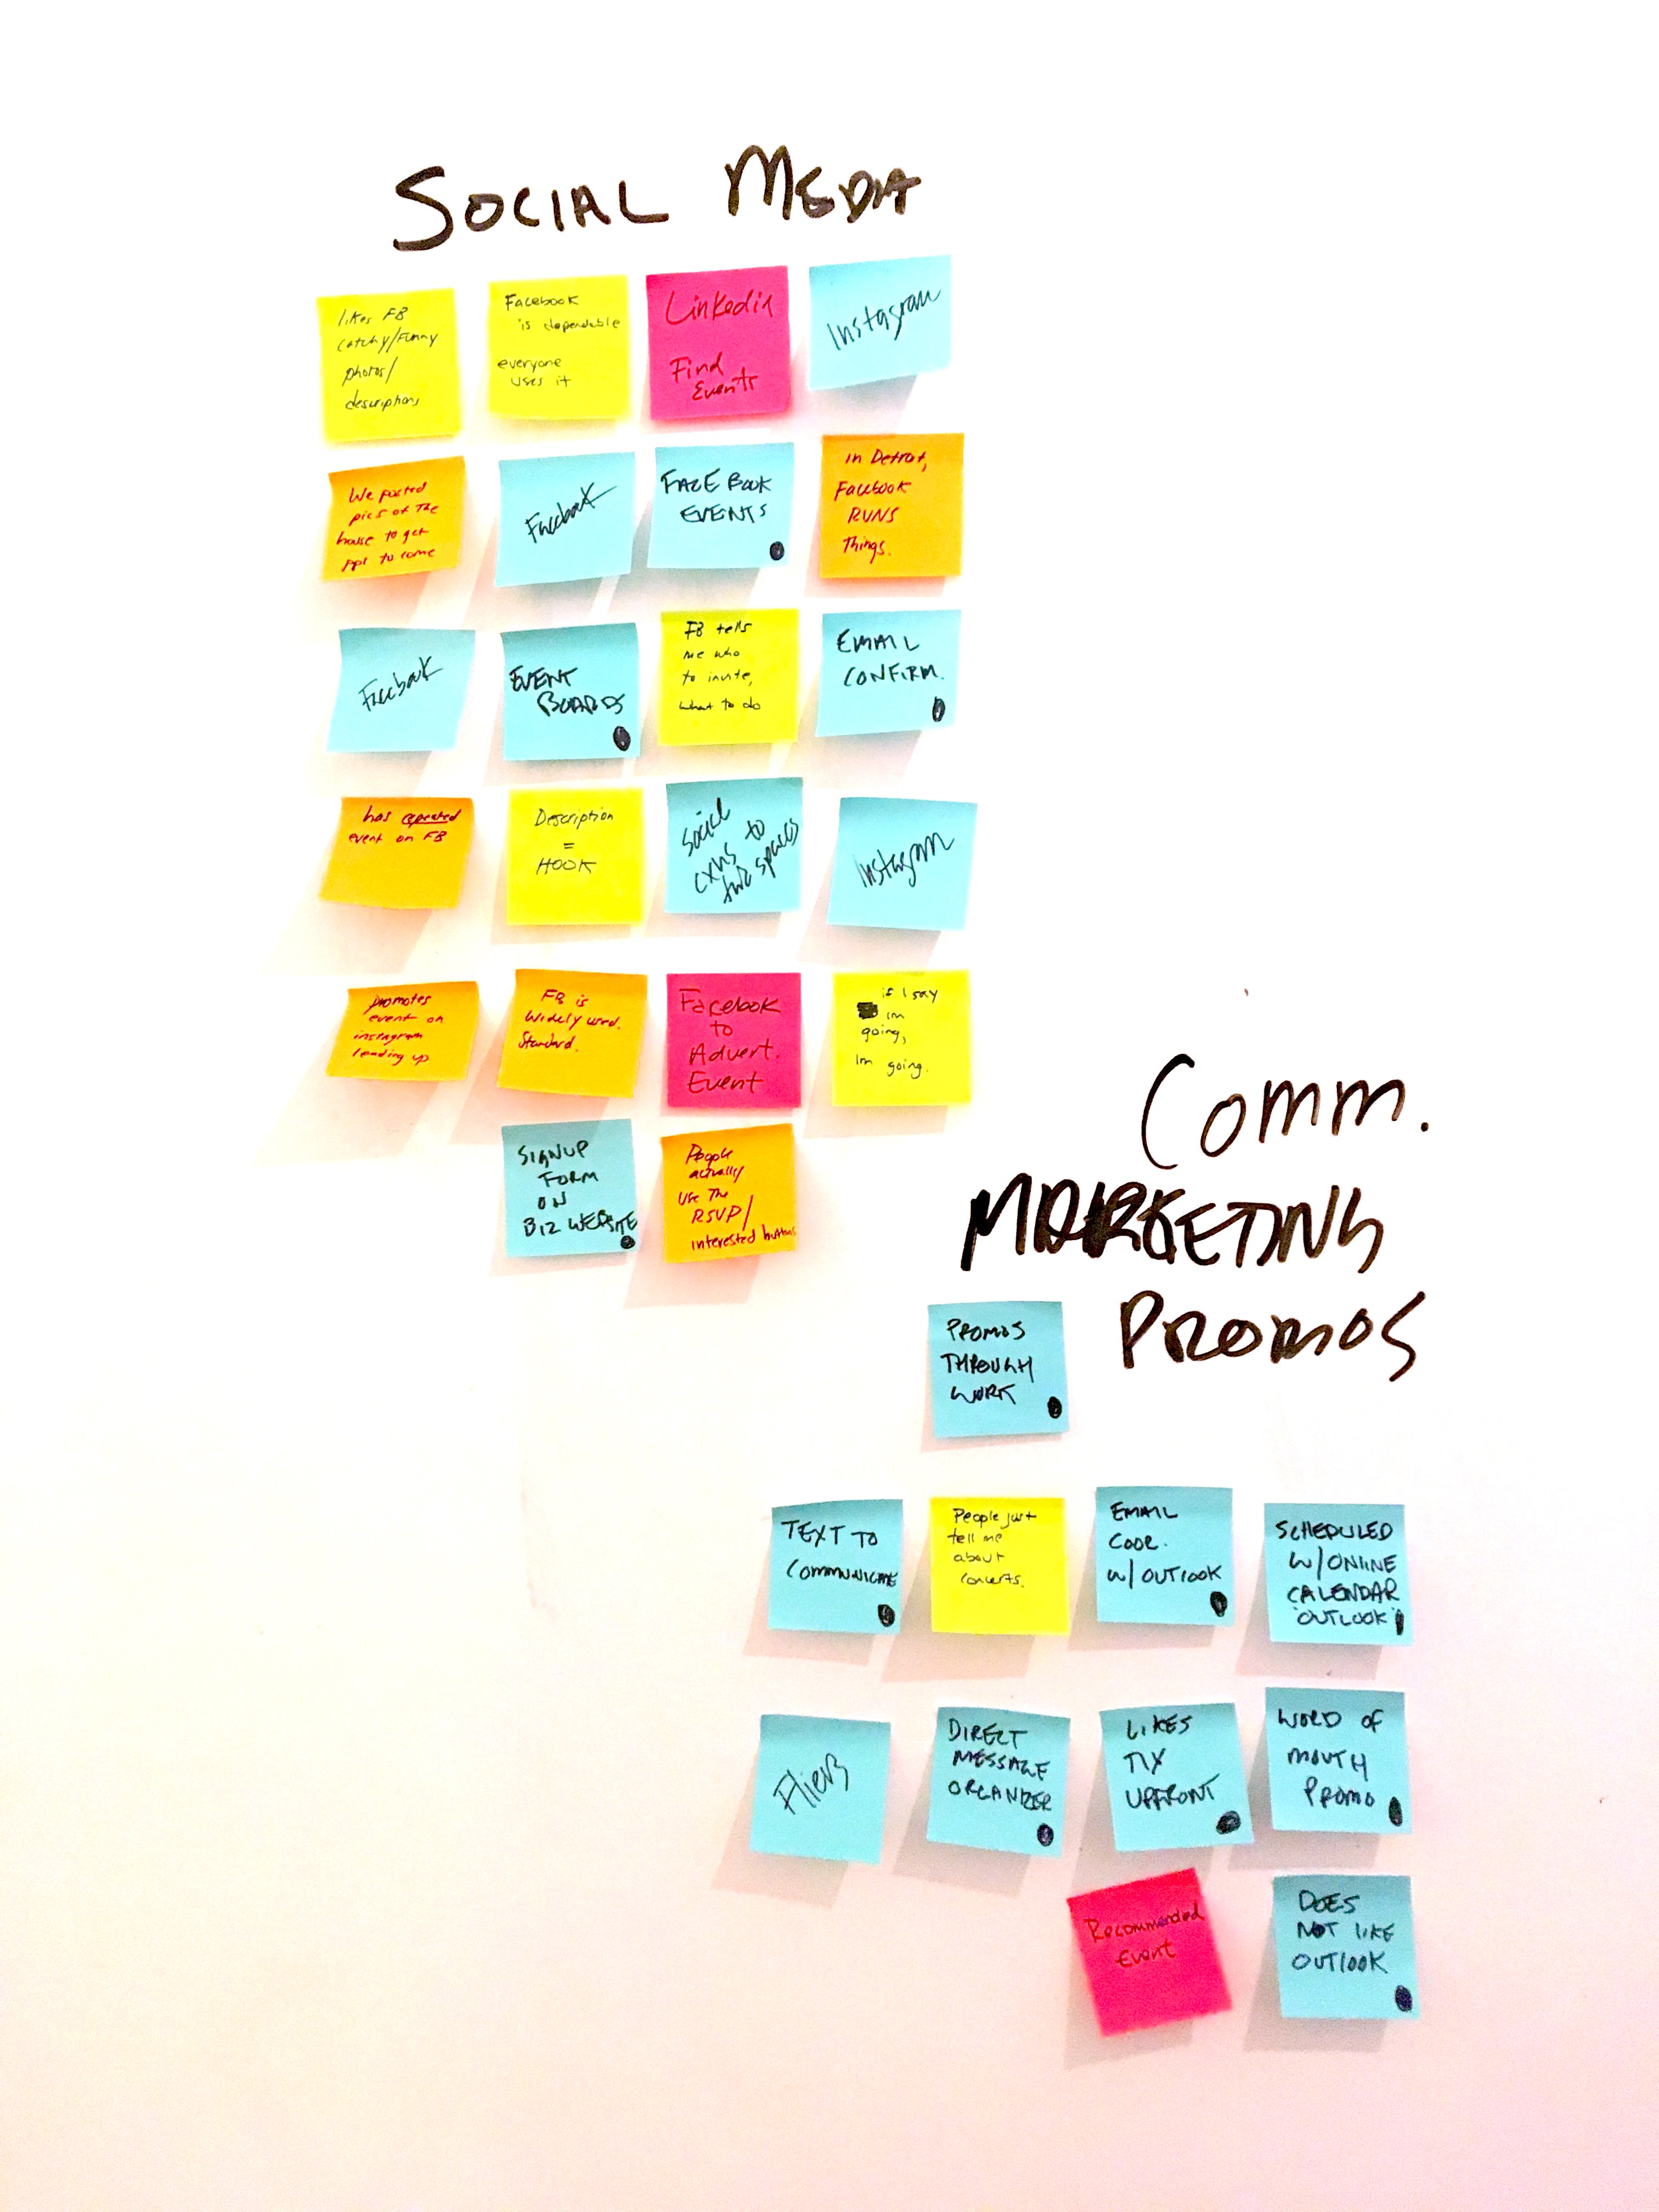 SOCIAL MEDIA
likes FB
catchy/funny
photos/
descriptions
Facebook
is dependable
everyone
uses it
Linkedin
Find
Events
Instagram
We posted
pics of the
house to get
ppl to come
Facebook
FACEBOOK
EVENTS
in Detroit,
Facebook
RUNS
Things.
Facebook
EVENT
BOARDS
FB tells
me who
to invite,
what to do
EMAIL
CONFIRM.
has repeated
event on FB
Description
=
HOOK
Social
cxns to
two spaces
Instagram
promotes
event on
instagram
leading up
FB is
widely used.
Standard.
Facebook
to
Advert.
Event
if I say
im
going,
Im going.
SIGNUP
FORM
ON
BIZ WEBSITE
People
actually
use the
RSVP/
interested buttons
Comm.
MARKETING
PROMOS
PROMOS
THROUGH
WORK
TEXT TO
COMMUNICATE
People just
tell me
about
concerts.
EMAIL
COOR.
W/OUTLOOK
SCHEDULED
W/ONLINE
CALENDAR
"OUTLOOK"
Fliers
DIRECT
MESSAGE
ORGANIZER
LIKES
TIX
UPFRONT
WORD OF
MOUTH
PROMO
Recommended
Event
DOES
NOT LIKE
OUTLOOK